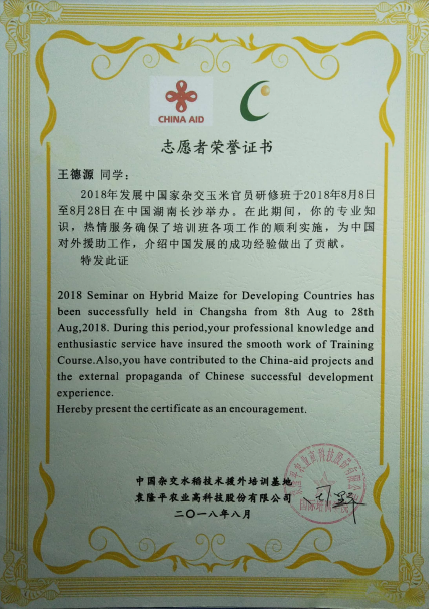 CHINA AID
志愿者荣誉证书
王德源 同学：
2018年发展中国家杂交玉米官员研修班于2018年8月8日
至8月28日在中国湖南长沙举办。在此期间，你的专业知
识，热情服务确保了培训班各项工作的顺利实施，为中国
对外援助工作，介绍中国发展的成功经验做出了贡献。
特发此证
2018 Seminar on Hybrid Maize for Developing Countries has
been successfully held in Changsha from 8th Aug to 28th
Aug,2018. During this period,your professional knowledge and
enthusiastic service have insured the smooth work of Training
Course.Also,you have contributed to the China-aid projects and
the external propaganda of Chinese successful development
experience.
Hereby present the certificate as an encouragement.
中国杂交水稻技术援外培训基地
袁隆平农业高科技股份有限公司
二〇一八年八月